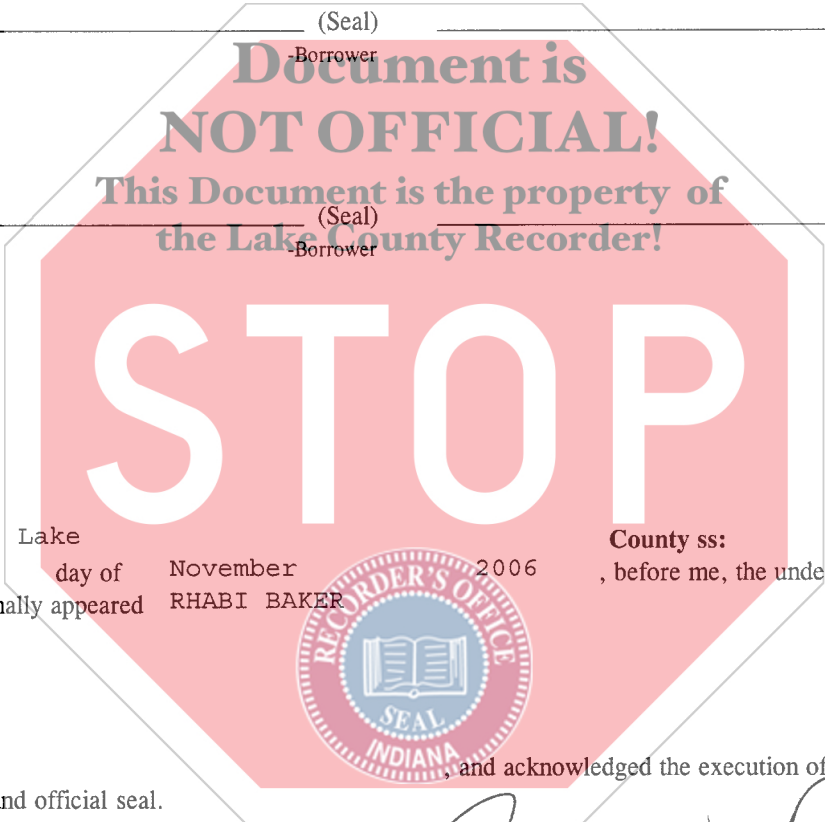 (Seal)
-Borrower
Document is
NOT OFFICIAL!
This Document is the property of
(Seal)
the Lake County Recorder!
-Borrower
STOP
Lake County ss:
day of November 2006 , before me, the unde
nally appeared RHABI BAKER
RECORDER'S OFFICE
SEAL
INDIANA
, and acknowledged the execution of
nd official seal.